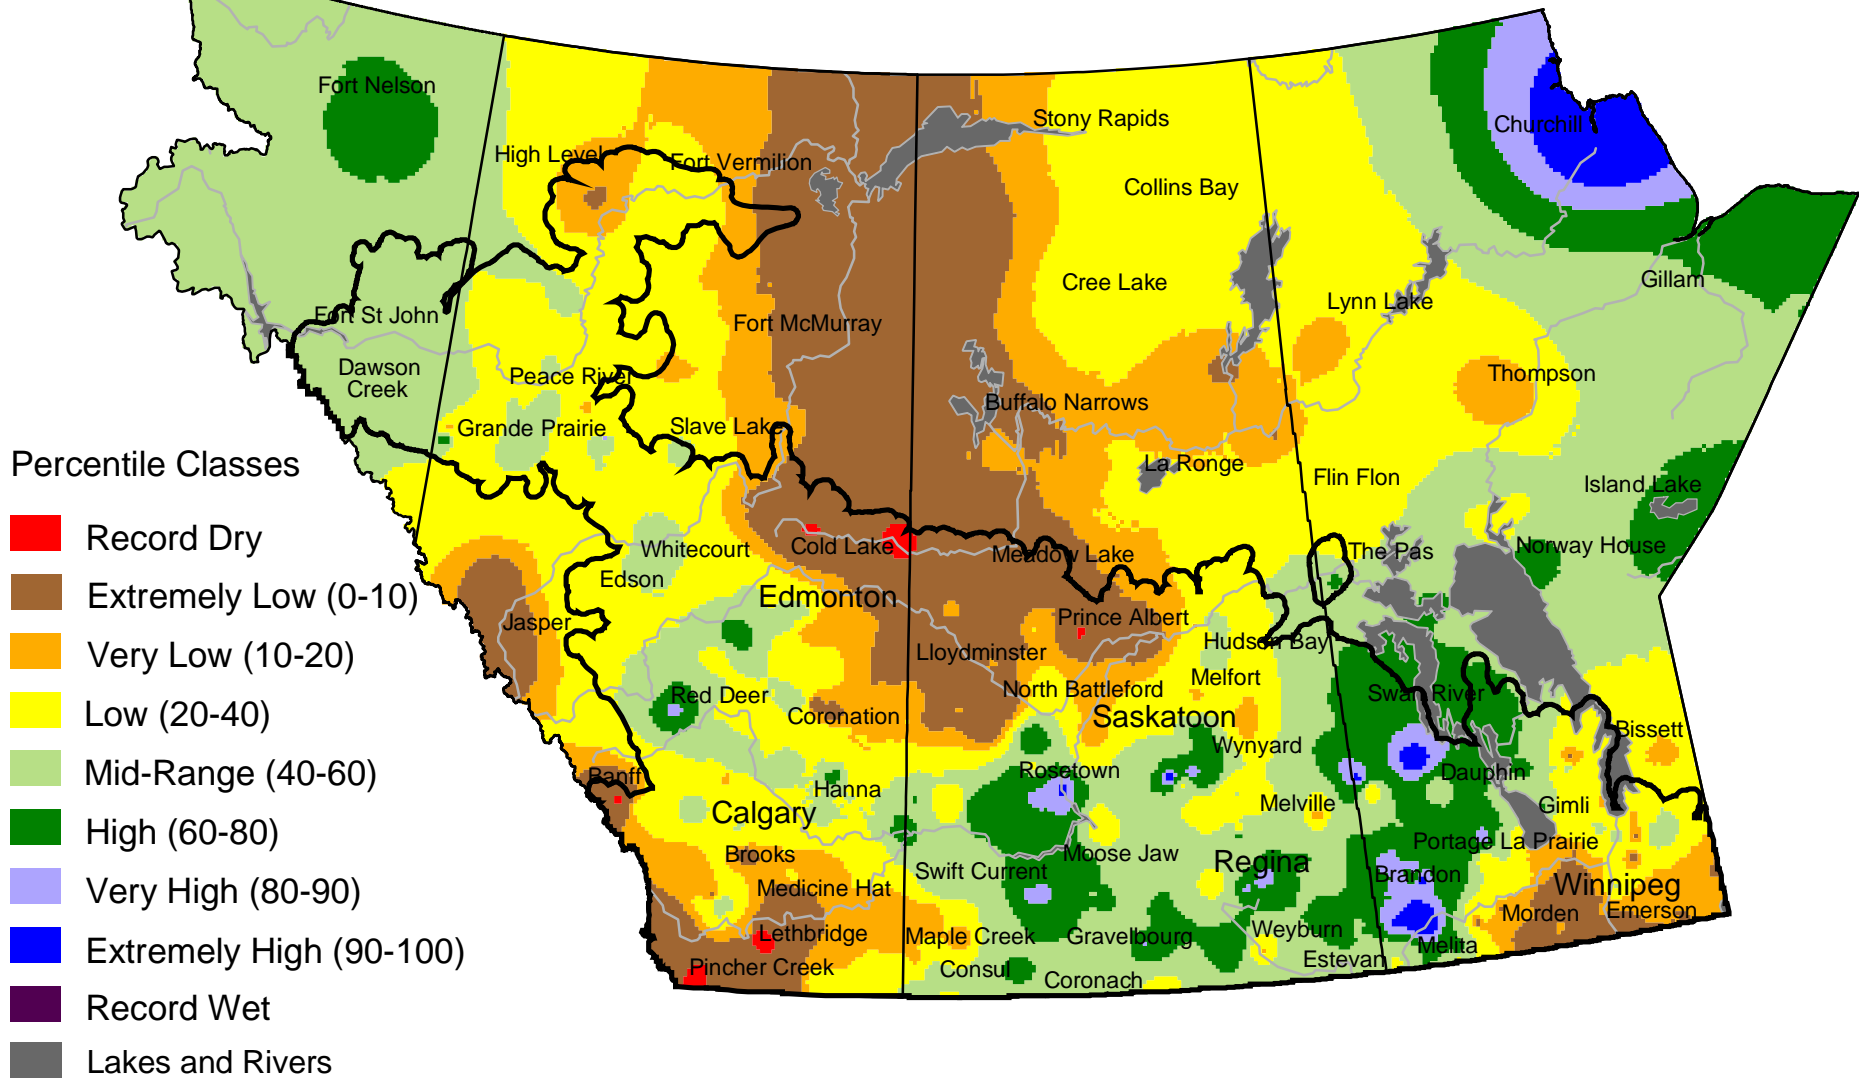 Fort Nelson
High Level
Fort Vermilion
Stony Rapids
Churchill
Collins Bay
Cree Lake
Gillam
Lynn Lake
Fort St John
Fort McMurray
Dawson
Creek
Peace River
Thompson
Buffalo Narrows
Grande Prairie
Slave Lake
La Ronge
Flin Flon
Island Lake
Whitecourt
Cold Lake
Meadow Lake
The Pas
Norway House
Edson
Edmonton
Jasper
Prince Albert
Hudson Bay
Lloydminster
Melfort
Red Deer
North Battleford
Swan River
Coronation
Saskatoon
Bissett
Wynyard
Banff
Hanna
Rosetown
Dauphin
Calgary
Melville
Gimli
Brooks
Moose Jaw
Portage La Prairie
Swift Current
Regina
Brandon
Medicine Hat
Winnipeg
Morden
Emerson
Lethbridge
Maple Creek
Gravelbourg
Weyburn
Melita
Pincher Creek
Consul
Coronach
Estevan
Percentile Classes
Record Dry
Extremely Low (0-10)
Very Low (10-20)
Low (20-40)
Mid-Range (40-60)
High (60-80)
Very High (80-90)
Extremely High (90-100)
Record Wet
Lakes and Rivers